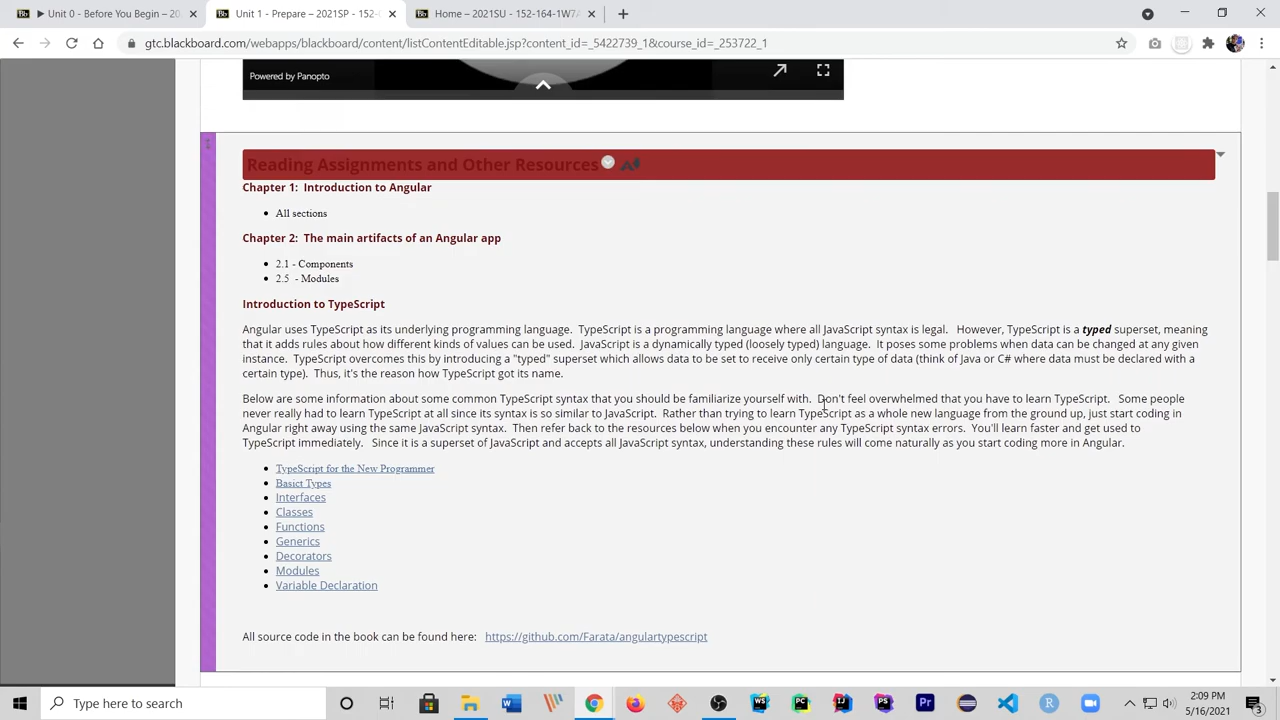 Unit 0 - Before You Begin – 20
Unit 1 - Prepare – 2021SP - 152-
Home – 2021SU - 152-164-1W7
gtc.blackboard.com/webapps/blackboard/content/listContentEditable.jsp?content_id=_5422739_1&course_id=_253722_1
Powered by Panopto
Reading Assignments and Other Resources
Chapter 1:  Introduction to Angular
All sections
Chapter 2:  The main artifacts of an Angular app
2.1 - Components
2.5  - Modules
Introduction to TypeScript
Angular uses TypeScript as its underlying programming language.  TypeScript is a programming language where all JavaScript syntax is legal.   However, TypeScript is a typed superset, meaning
that it adds rules about how different kinds of values can be used.  JavaScript is a dynamically typed (loosely typed) language.  It poses some problems when data can be changed at any given
instance.  TypeScript overcomes this by introducing a "typed" superset which allows data to be set to receive only certain type of data (think of Java or C# where data must be declared with a
certain type).  Thus, it's the reason how TypeScript got its name.
Below are some information about some common TypeScript syntax that you should be familiarize yourself with.  Don't feel overwhelmed that you have to learn TypeScript.  Some people
never really had to learn TypeScript at all since its syntax is so similar to JavaScript.  Rather than trying to learn TypeScript as a whole new language from the ground up, just start coding in
Angular right away using the same JavaScript syntax.  Then refer back to the resources below when you encounter any TypeScript syntax errors.  You'll learn faster and get used to
TypeScript immediately.   Since it is a superset of JavaScript and accepts all JavaScript syntax, understanding these rules will come naturally as you start coding more in Angular.
TypeScript for the New Programmer
Basict Types
Interfaces
Classes
Functions
Generics
Decorators
Modules
Variable Declaration
All source code in the book can be found here:  https://github.com/Farata/angulartypescript
Type here to search
2:09 PM
5/16/2021